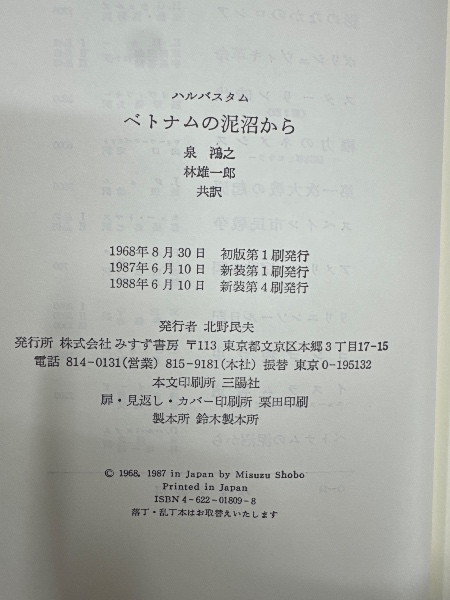 ハルバスタム
ベトナムの泥沼から
泉 鴻之
林雄一郎
共訳
1968年8月30日 初版第1刷発行
1987年6月10日 新装第1刷発行
1988年6月10日 新装第4刷発行
発行者 北野民夫
発行所 株式会社 みすず書房 〒113 東京都文京区本郷3丁目17-15
電話 814-0131(営業) 815-9181(本社) 振替 東京0-195132
本文印刷所 三陽社
扉・見返し・カバー印刷所 栗田印刷
製本所 鈴木製本所
© 1968, 1987 in Japan by Misuzu Shobo
Printed in Japan
ISBN 4-622-01809-8
落丁・乱丁本はお取替えいたします